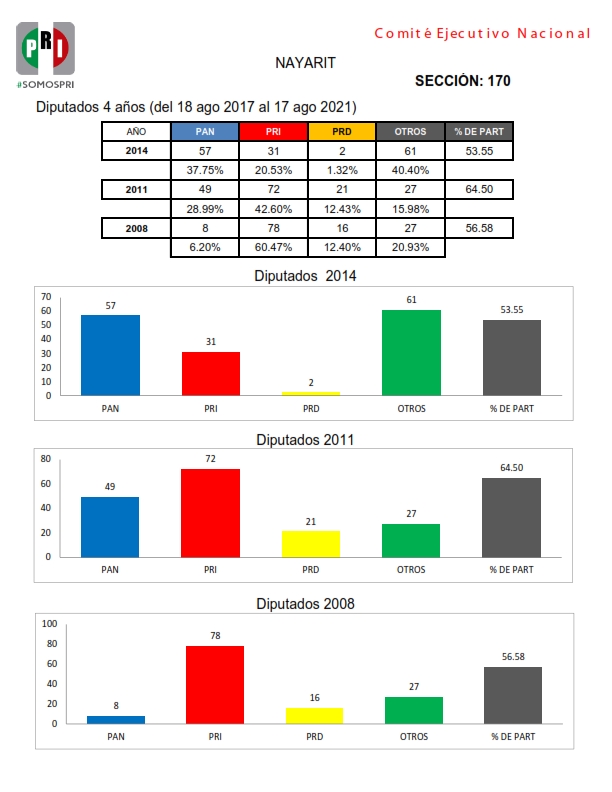 Comité Ejecutivo Nacional
PRI
#SOMOSPRI
NAYARIT
SECCIÓN: 170
Diputados 4 años (del 18 ago 2017 al 17 ago 2021)
AÑO PAN PRI PRD OTROS % DE PART
2014 57 31 2 61 53.55
37.75% 20.53% 1.32% 40.40%
2011 49 72 21 27 64.50
28.99% 42.60% 12.43% 15.98%
2008 8 78 16 27 56.58
6.20% 60.47% 12.40% 20.93%
Diputados 2014
70
60
50
40
30
20
10
0
57 31 2 61 53.55
PAN PRI PRD OTROS % DE PART
Diputados 2011
80
60
40
20
0
49 72 21 27 64.50
PAN PRI PRD OTROS % DE PART
Diputados 2008
100
80
60
40
20
0
8 78 16 27 56.58
PAN PRI PRD OTROS % DE PART